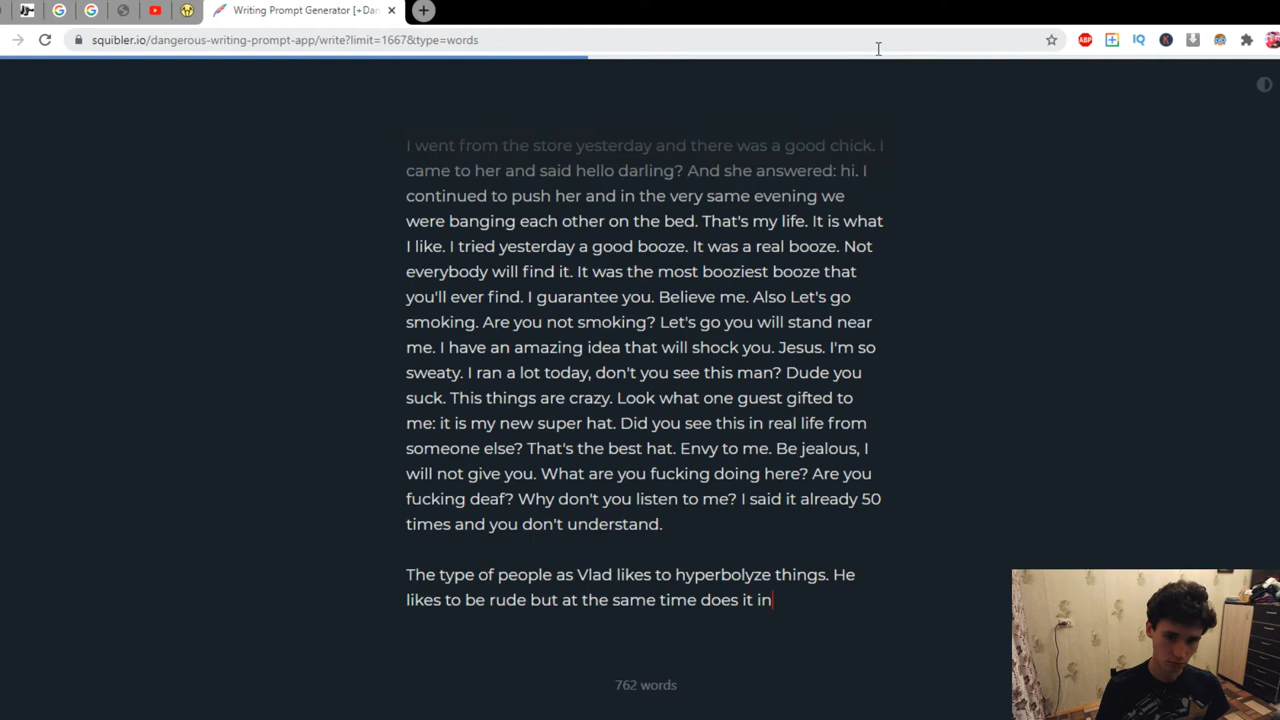 Writing Prompt Generator [+Dan
squibler.io/dangerous-writing-prompt-app/write?limit=1667&type=words
ABP
IQ
K
I went from the store yesterday and there was a good chick. I
came to her and said hello darling? And she answered: hi. I
continued to push her and in the very same evening we
were banging each other on the bed. That's my life. It is what
I like. I tried yesterday a good booze. It was a real booze. Not
everybody will find it. It was the most booziest booze that
you'll ever find. I guarantee you. Believe me. Also Let's go
smoking. Are you not smoking? Let's go you will stand near
me. I have an amazing idea that will shock you. Jesus. I'm so
sweaty. I ran a lot today, don't you see this man? Dude you
suck. This things are crazy. Look what one guest gifted to
me: it is my new super hat. Did you see this in real life from
someone else? That's the best hat. Envy to me. Be jealous, I
will not give you. What are you fucking doing here? Are you
fucking deaf? Why don't you listen to me? I said it already 50
times and you don't understand.
The type of people as Vlad likes to hyperbolyze things. He
likes to be rude but at the same time does it in
762 words